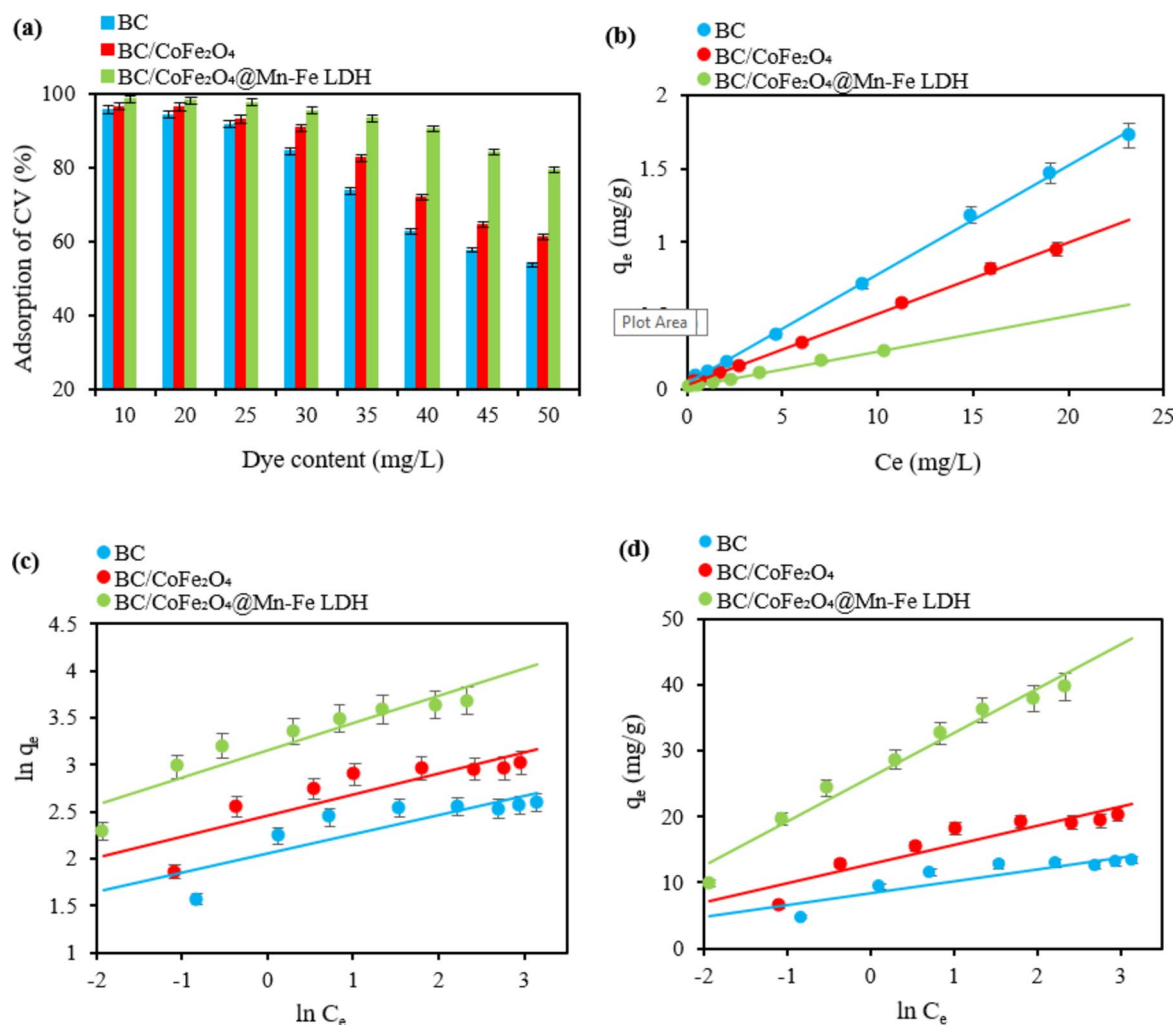 (a)
BC
BC/CoFe₂O₄
BC/CoFe₂O₄@Mn-Fe LDH
Adsorption of CV (%)
100
80
60
40
20
10 20 25 30 35 40 45 50
Dye content (mg/L)
(b)
BC
BC/CoFe₂O₄
BC/CoFe₂O₄@Mn-Fe LDH
qₑ (mg/g)
2
1.5
1
Plot Area
0
0 5 10 15 20 25
Ce (mg/L)
(c)
BC
BC/CoFe₂O₄
BC/CoFe₂O₄@Mn-Fe LDH
ln qₑ
4.5
4
3.5
3
2.5
2
1.5
1
-2 -1 0 1 2 3
ln Cₑ
(d)
BC
BC/CoFe₂O₄
BC/CoFe₂O₄@Mn-Fe LDH
qₑ (mg/g)
50
40
30
20
10
0
-2 -1 0 1 2 3
ln Cₑ